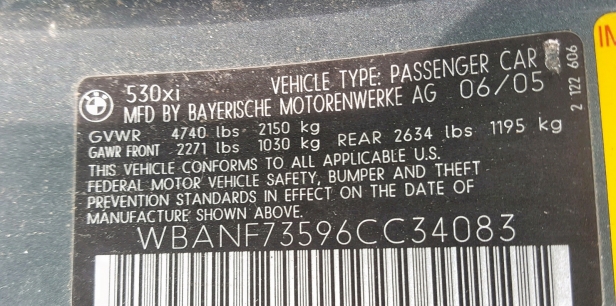 530xi VEHICLE TYPE: PASSENGER CAR
MFD BY BAYERISCHE MOTORENWERKE AG 06/05
GVWR 4740 lbs 2150 kg
GAWR FRONT 2271 lbs 1030 kg REAR 2634 lbs 1195 kg
THIS VEHICLE CONFORMS TO ALL APPLICABLE U.S.
FEDERAL MOTOR VEHICLE SAFETY, BUMPER AND THEFT
PREVENTION STANDARDS IN EFFECT ON THE DATE OF
MANUFACTURE SHOWN ABOVE.
WBANF73596CC34083
2 122 606